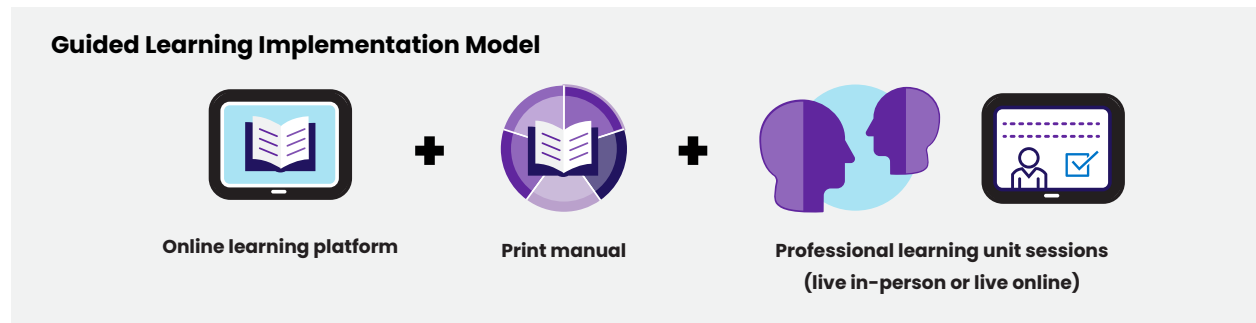 Guided Learning Implementation Model
Online learning platform
Print manual
Professional learning unit sessions
(live in-person or live online)